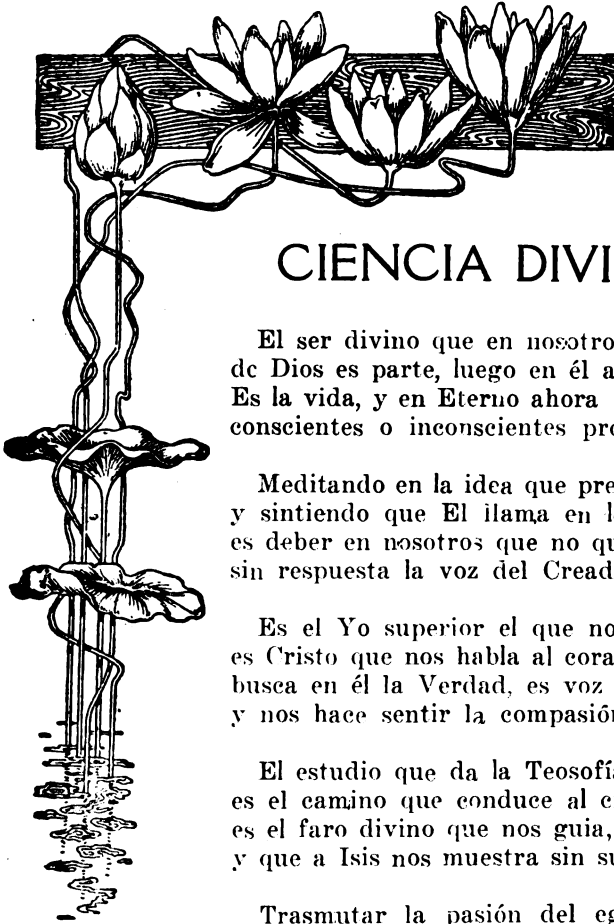 CIENCIA DIVI
El ser divino que en nosotro
de Dios es parte, luego en él a
Es la vida, y en Eterno ahora
conscientes o inconscientes pro
Meditando en la idea que pre
y sintiendo que El llama en l
es deber en nosotros que no qu
sin respuesta la voz del Cread
Es el Yo superior el que no
es Cristo que nos habla al cora
busca en él la Verdad, es voz
y nos hace sentir la compasión
El estudio que da la Teosofía
es el camino que conduce al c
es el faro divino que nos guia,
y que a Isis nos muestra sin su
Trasmutar la pasión del eg